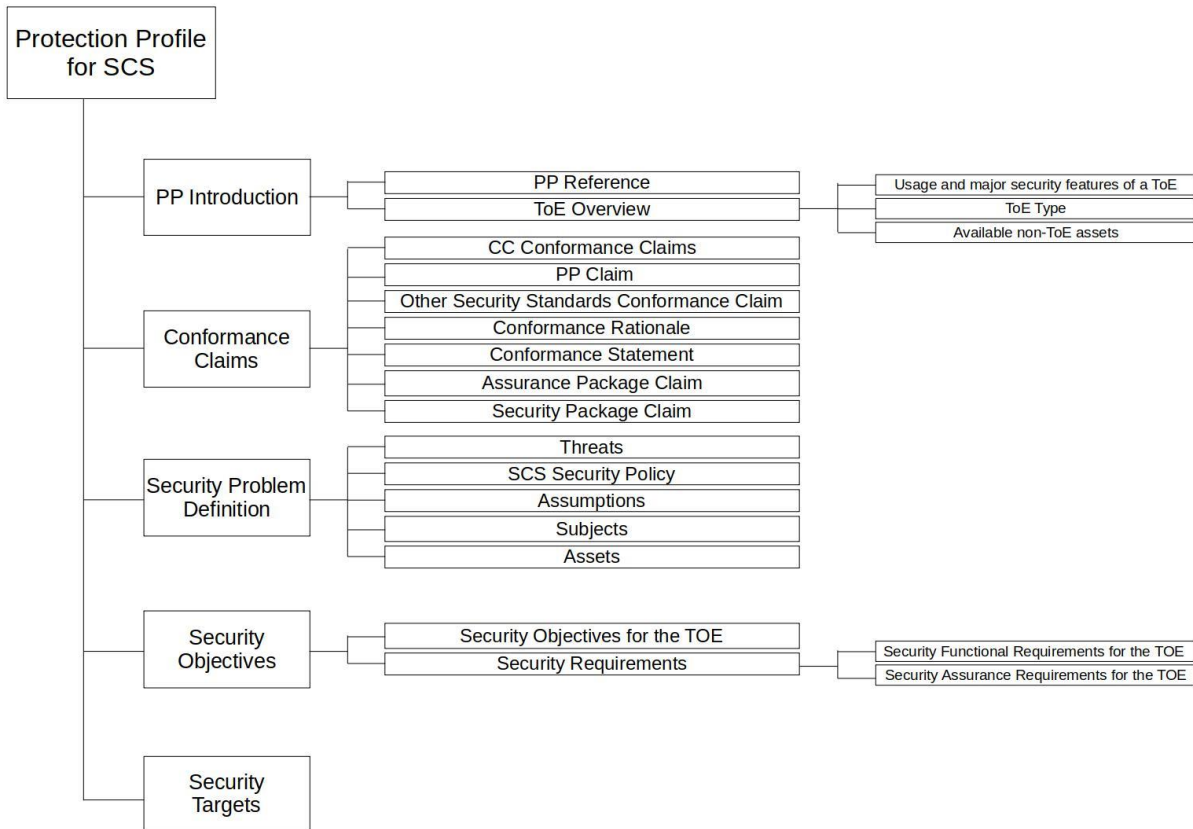 Protection Profile
for SCS
PP Introduction
PP Reference
ToE Overview
Usage and major security features of a ToE
ToE Type
Available non-ToE assets
Conformance
Claims
CC Conformance Claims
PP Claim
Other Security Standards Conformance Claim
Conformance Rationale
Conformance Statement
Assurance Package Claim
Security Package Claim
Security Problem
Definition
Threats
SCS Security Policy
Assumptions
Subjects
Assets
Security
Objectives
Security Objectives for the TOE
Security Requirements
Security Functional Requirements for the TOE
Security Assurance Requirements for the TOE
Security
Targets